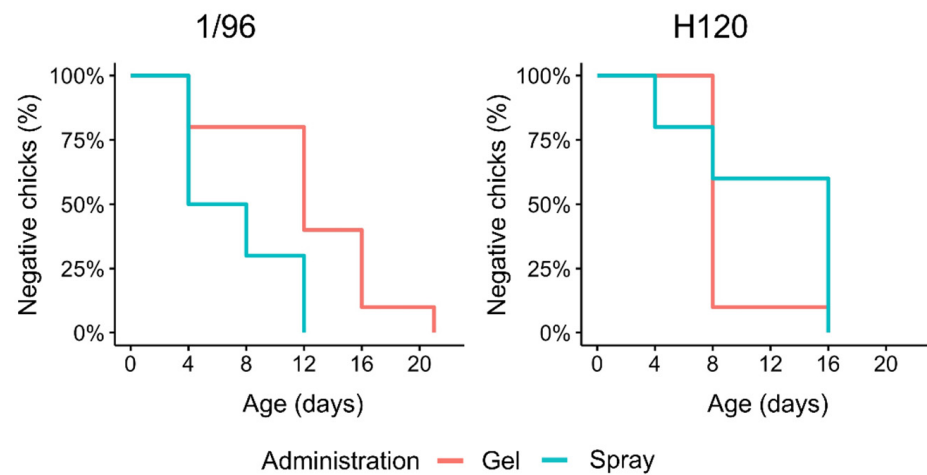 1/96
Negative chicks (%)
100%
75%
50%
25%
0%
0 4 8 12 16 20
Age (days)
H120
Negative chicks (%)
100%
75%
50%
25%
0%
0 4 8 12 16 20
Age (days)
Administration Gel Spray